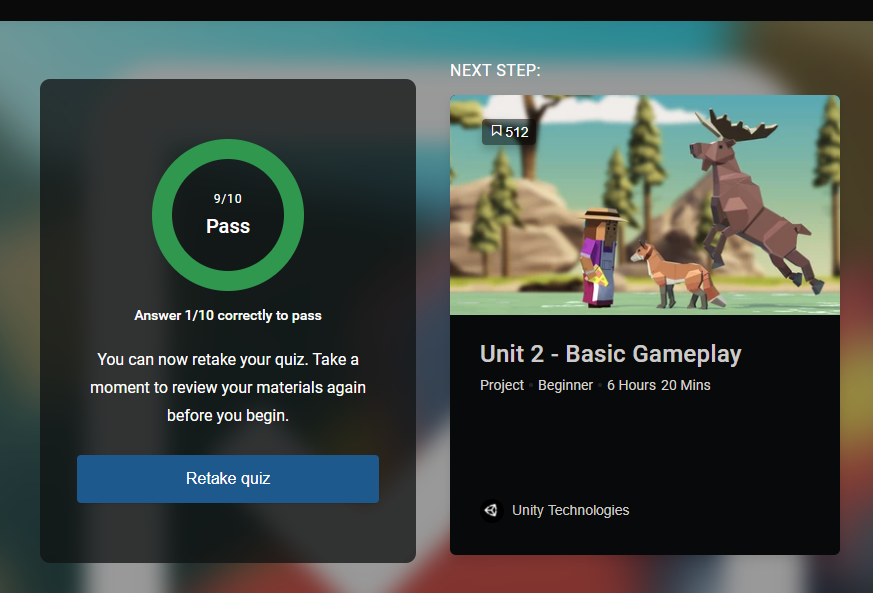 9/10
Pass
Answer 1/10 correctly to pass
You can now retake your quiz. Take a
moment to review your materials again
before you begin.
Retake quiz
NEXT STEP:
512
Unit 2 - Basic Gameplay
Project • Beginner • 6 Hours 20 Mins
Unity Technologies